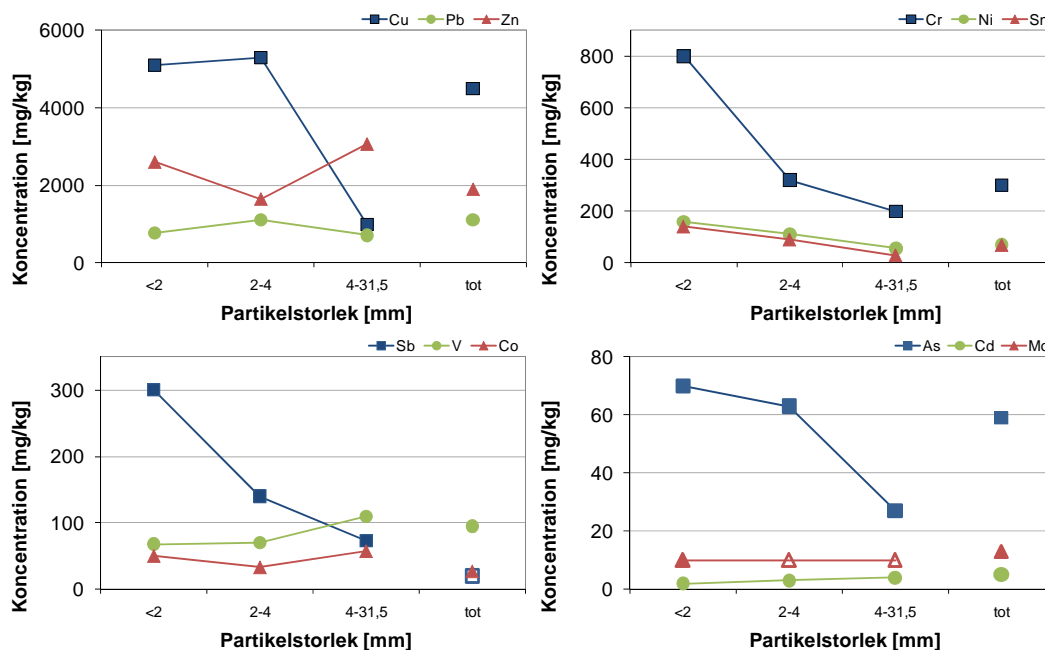 Cu Pb Zn
Koncentration [mg/kg]
6000
4000
2000
0
<2 2-4 4-31,5 tot
Partikelstorlek [mm]
Cr Ni Sn
Koncentration [mg/kg]
800
600
400
200
0
<2 2-4 4-31,5 tot
Partikelstorlek [mm]
Sb V Co
Koncentration [mg/kg]
300
200
100
0
<2 2-4 4-31,5 tot
Partikelstorlek [mm]
As Cd Mo
Koncentration [mg/kg]
80
60
40
20
0
<2 2-4 4-31,5 tot
Partikelstorlek [mm]